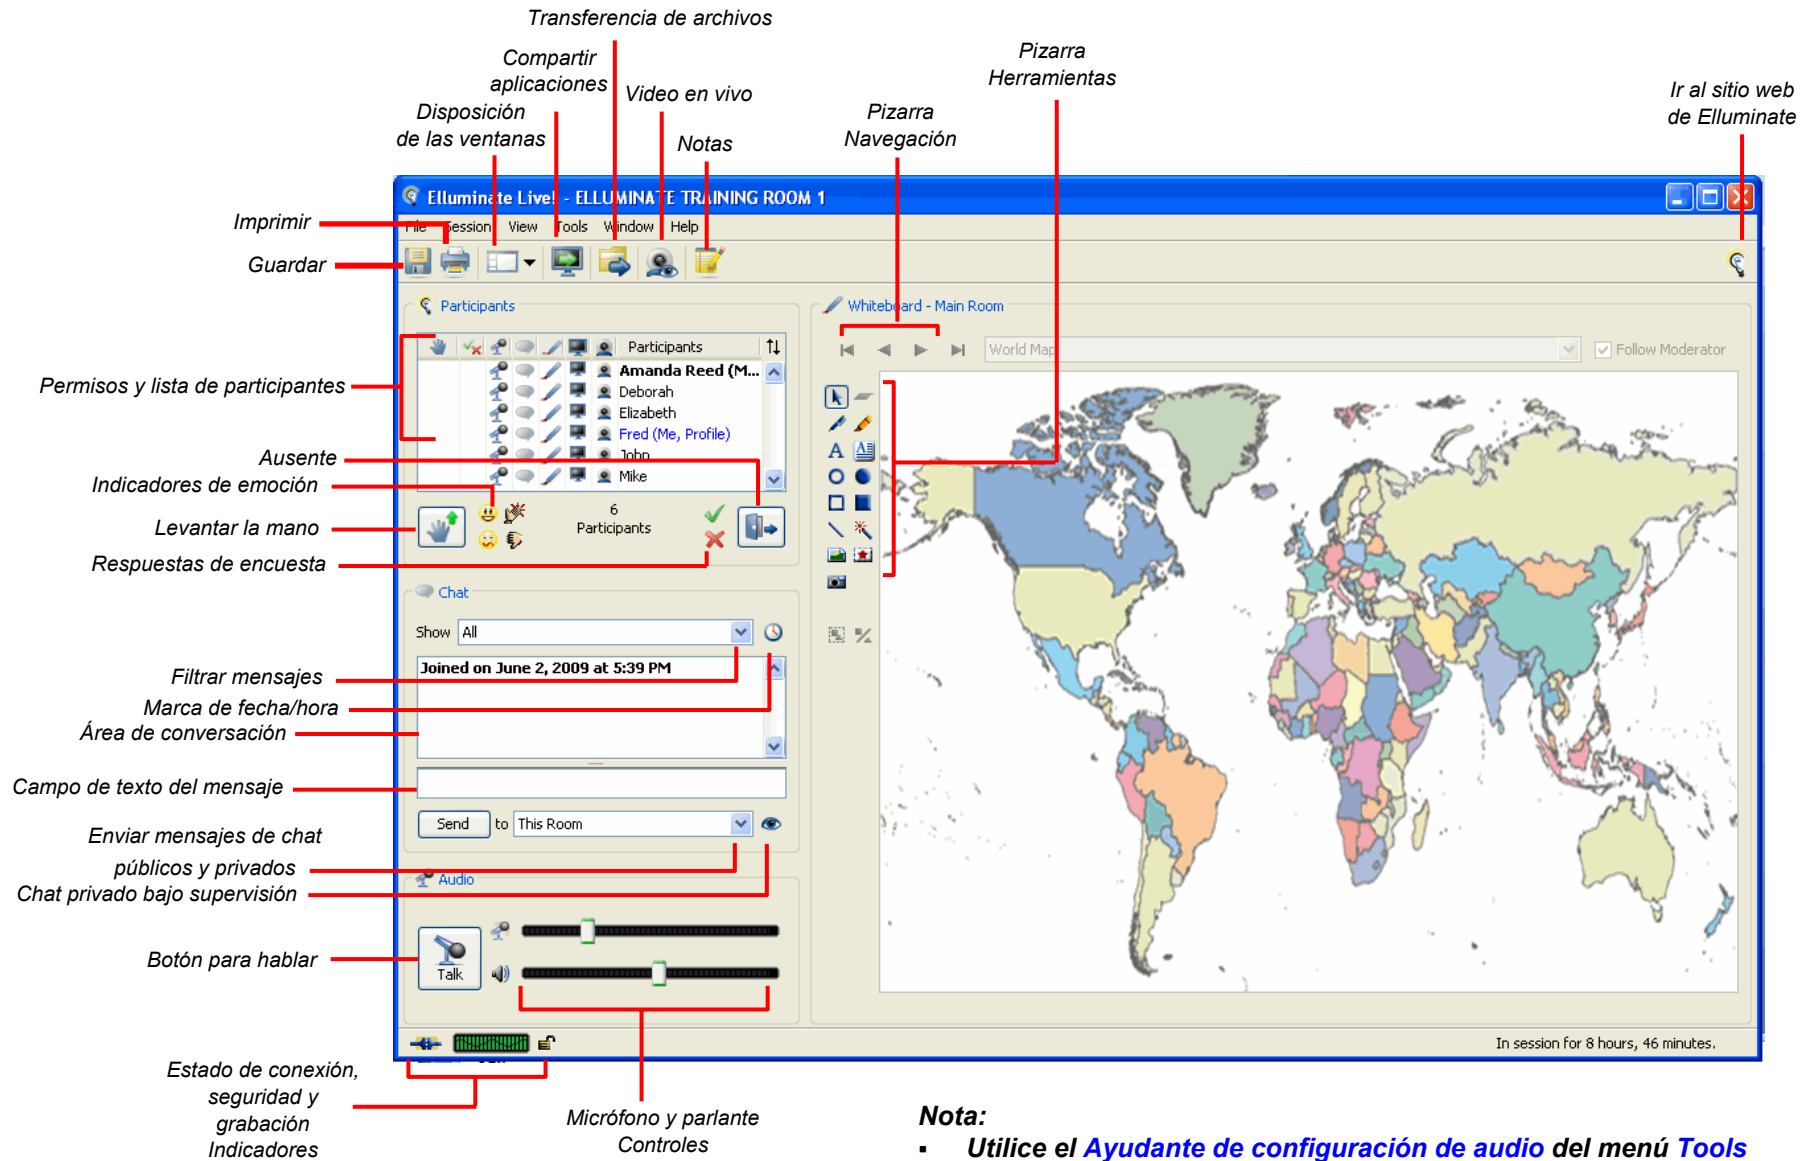 Transferencia de archivos
Compartir
aplicaciones
Pizarra
Herramientas
Video en vivo
Disposición
de las ventanas
Notas
Pizarra
Navegación
Ir al sitio web
de Elluminate
Elluminate Live! - ELLUMINATE TRAINING ROOM 1
Imprimir
File Session View Tools Window Help
Guardar
Participants
Whiteboard - Main Room
Participants
World Map
Follow Moderator
Permisos y lista de participantes
Amanda Reed (M...
Deborah
Elizabeth
Fred (Me, Profile)
John
Mike
Ausente
Indicadores de emoción
Levantar la mano
6
Participants
Respuestas de encuesta
Chat
Show All
Joined on June 2, 2009 at 5:39 PM
Filtrar mensajes
Marca de fecha/hora
Área de conversación
Campo de texto del mensaje
Send to This Room
Enviar mensajes de chat
públicos y privados
Chat privado bajo supervisión
Audio
Botón para hablar
Talk
In session for 8 hours, 46 minutes.
Estado de conexión,
seguridad y
grabación
Indicadores
Micrófono y parlante
Controles
Nota:
▪ Utilice el Ayudante de configuración de audio del menú Tools